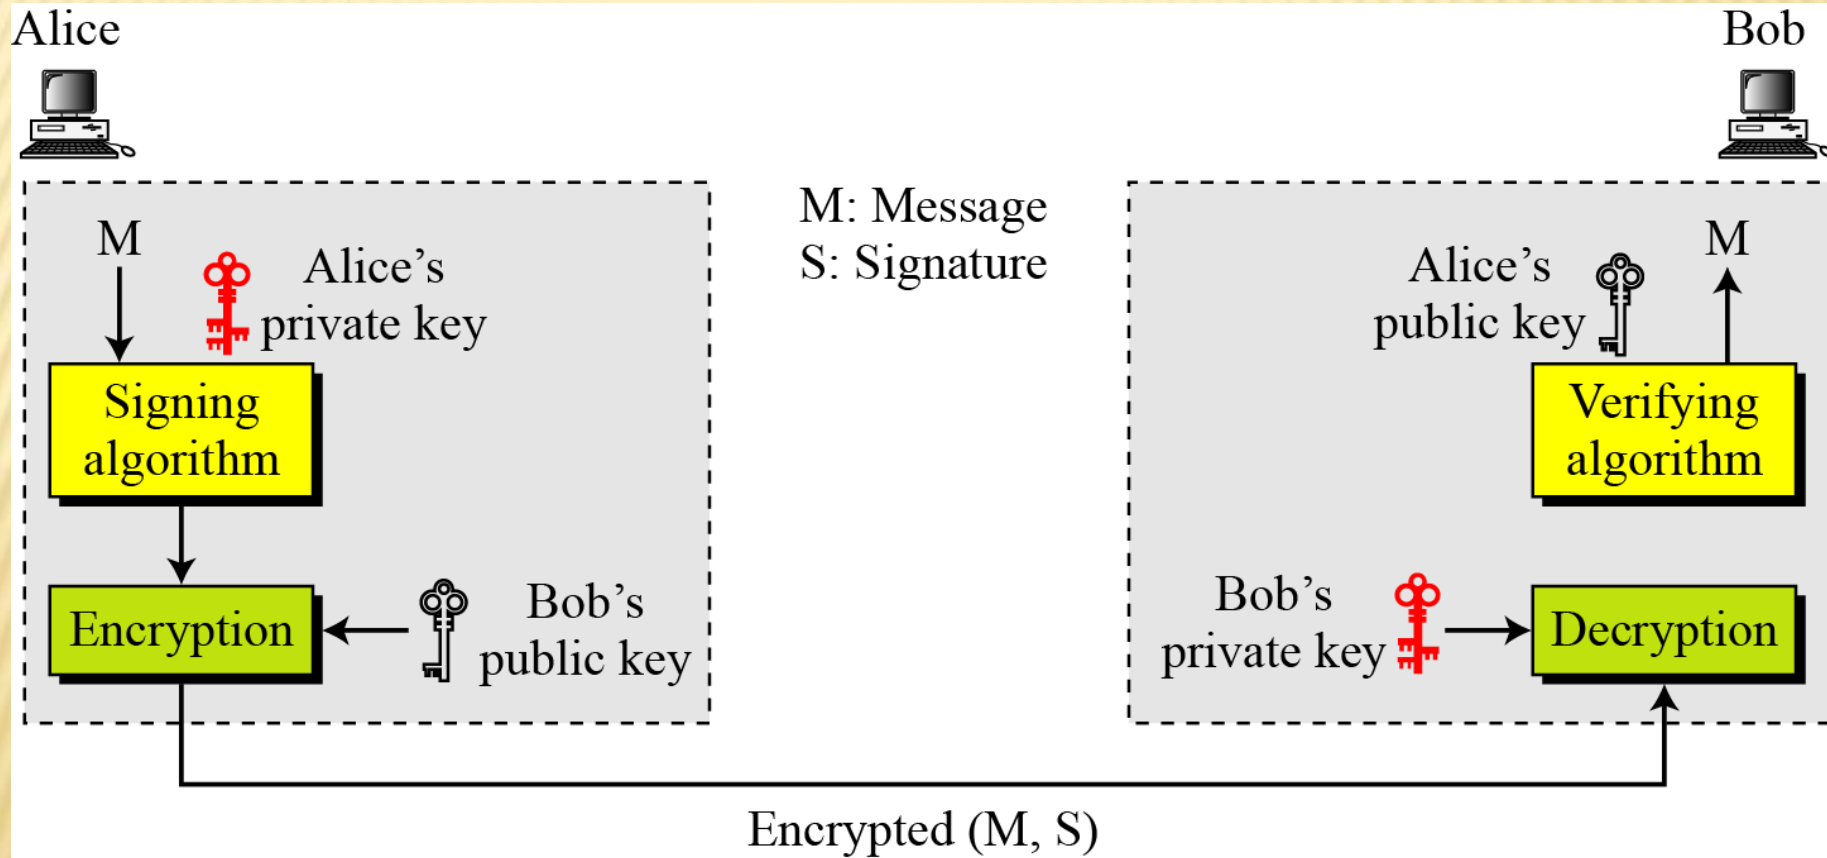 Alice
Bob
M
Alice’s
private key
Signing
algorithm
Encryption
Bob’s
public key
M: Message
S: Signature
Alice’s
public key
M
Verifying
algorithm
Bob’s
private key
Decryption
Encrypted (M, S)